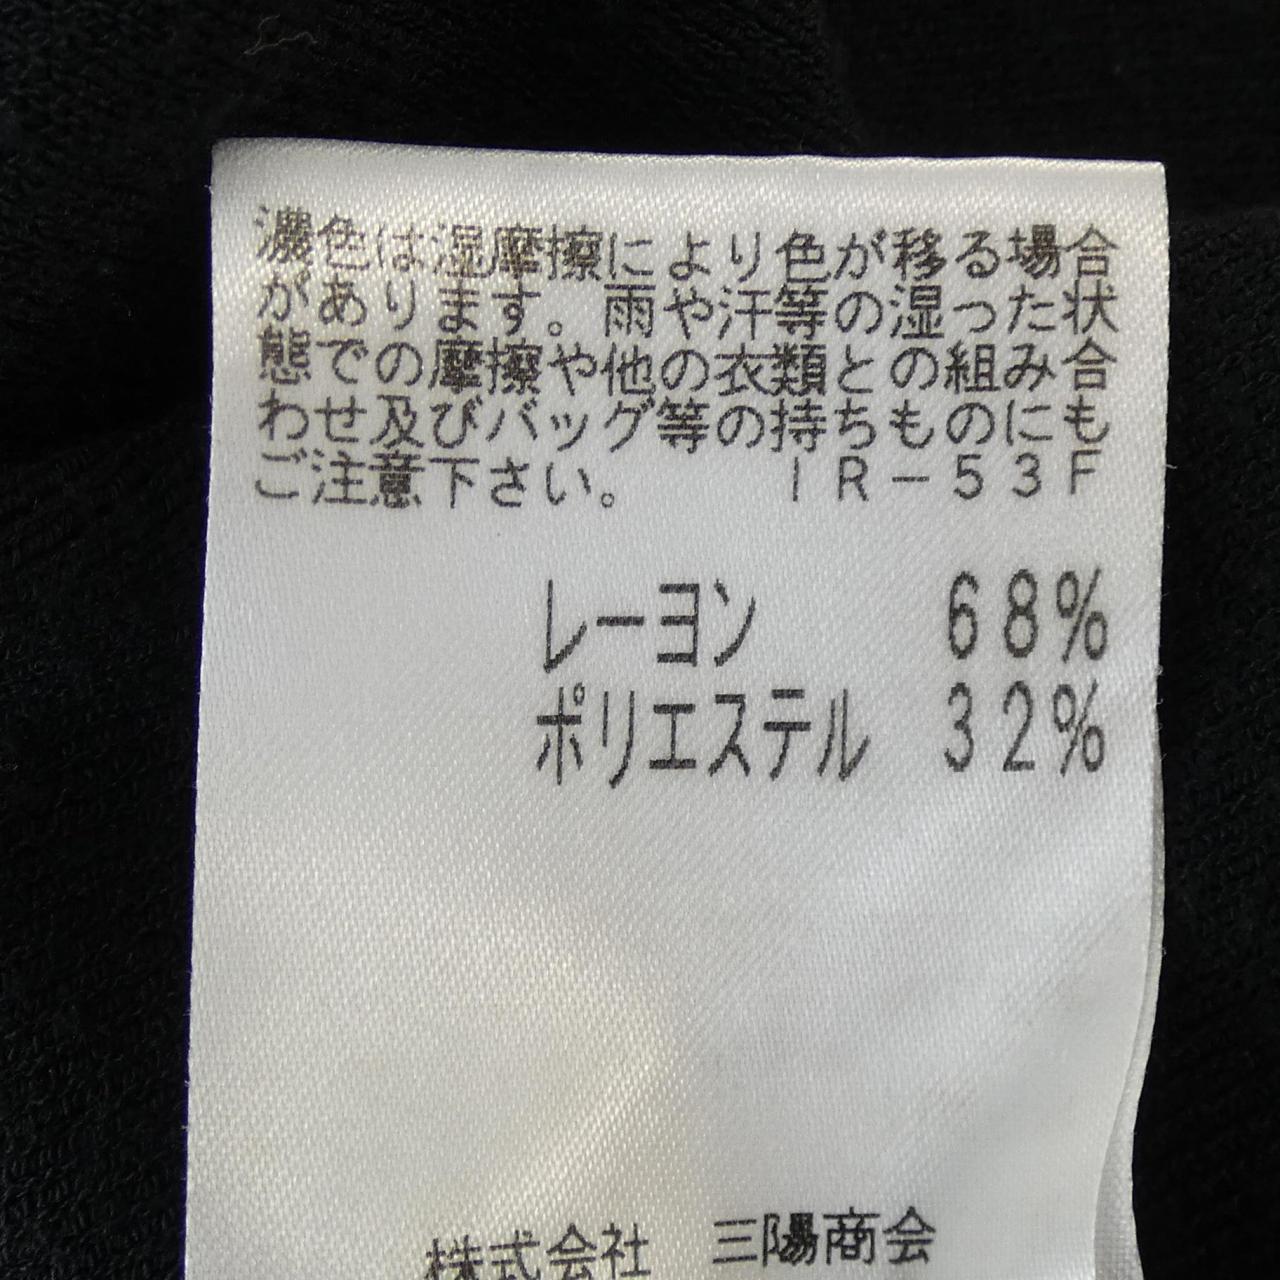 濃色は湿摩擦により色が移る場合
があります。雨や汗等の湿った状
態での摩擦や他の衣類との組み合
わせ及びバッグ等の持ちものにも
ご注意下さい。 IR-53F
レーヨン 68%
ポリエステル 32%
株式会社 三陽商会